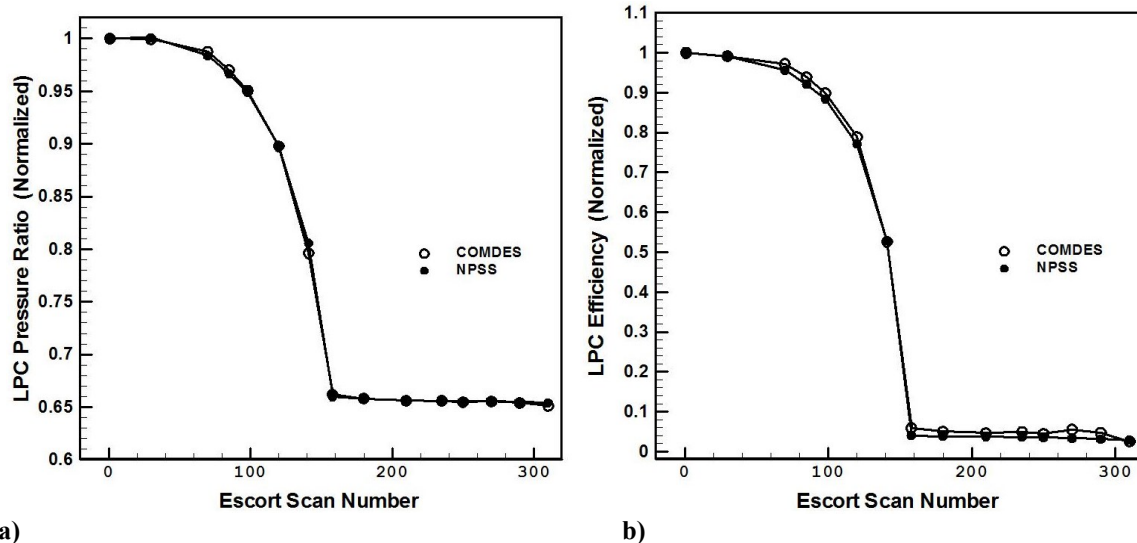 1
0.95
0.9
0.85
0.8
0.75
0.7
0.65
0.6
LPC Pressure Ratio (Normalized)
COMDES
NPSS
0
100
200
300
Escort Scan Number
a)
1.1
1
0.9
0.8
0.7
0.6
0.5
0.4
0.3
0.2
0.1
0
LPC Efficiency (Normalized)
COMDES
NPSS
0
100
200
300
Escort Scan Number
b)